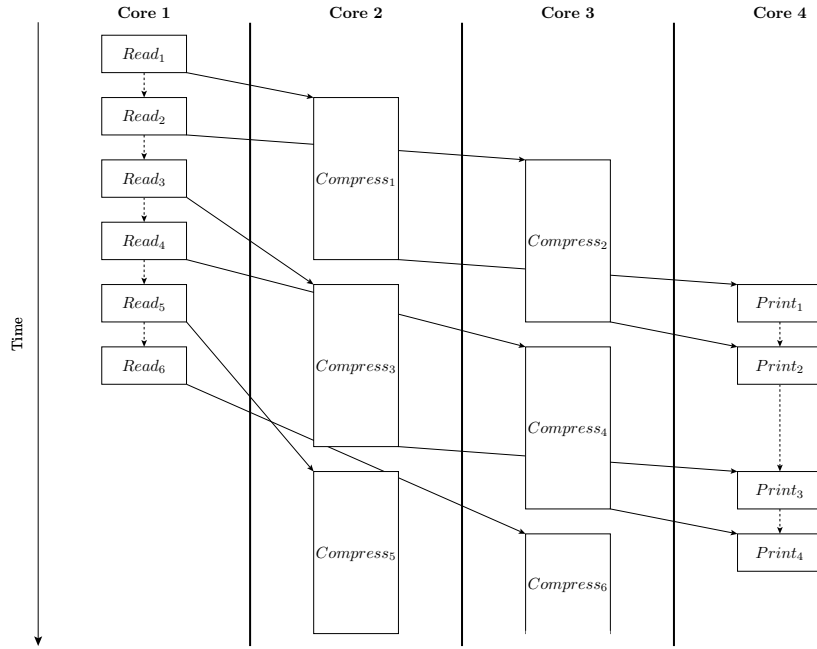 Core 1 Core 2 Core 3 Core 4
Time
Read₁
Read₂
Compress₁
Read₃
Compress₂
Read₄
Read₅
Print₁
Read₆
Compress₃
Print₂
Compress₄
Print₃
Compress₅
Print₄
Compress₆